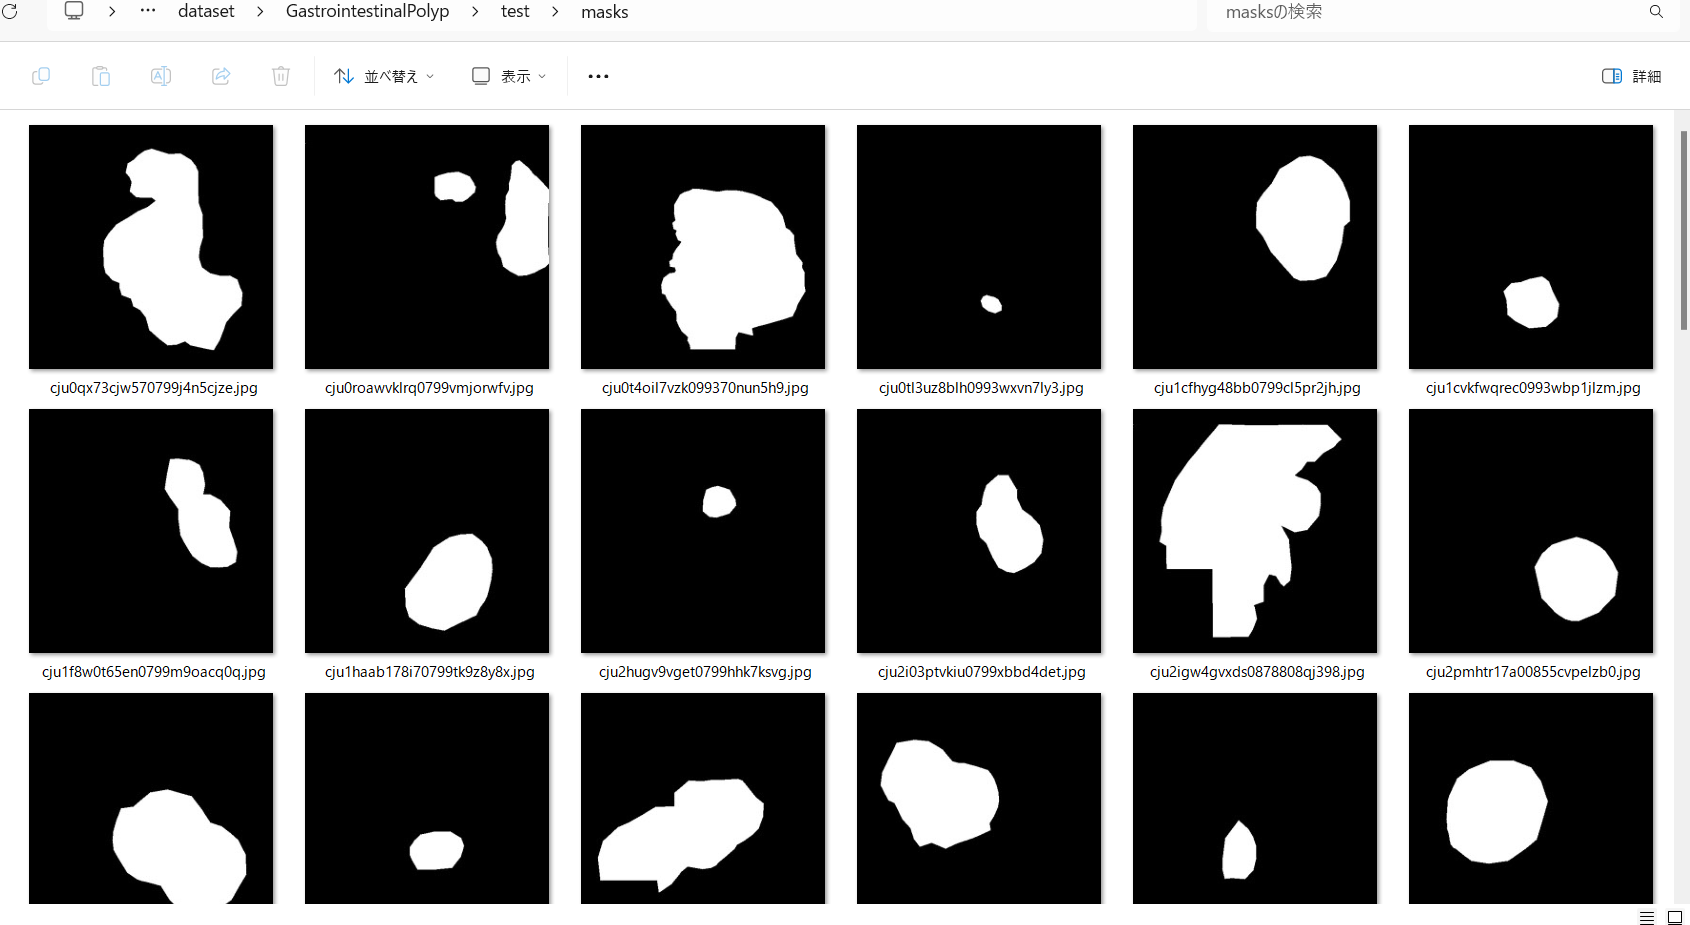 dataset > GastrointestinalPolyp > test > masks
masksの検索
並べ替え
表示
詳細
cju0qx73cjw570799j4n5cjze.jpg
cju0roawvklrq0799vmjorwfv.jpg
cju0t4oil7vzk099370nun5h9.jpg
cju0tl3uz8blh0993wxvn7ly3.jpg
cju1cfhyg48bb0799cl5pr2jh.jpg
cju1cvkfwqrec0993wbp1jlzm.jpg
cju1f8w0t65en0799m9oacq0q.jpg
cju1haab178i70799tk9z8y8x.jpg
cju2hugv9vget0799hhk7ksvg.jpg
cju2i03ptvkiu0799xbbd4det.jpg
cju2igw4gvxds0878808qj398.jpg
cju2pmhtr17a00855cvpelzb0.jpg